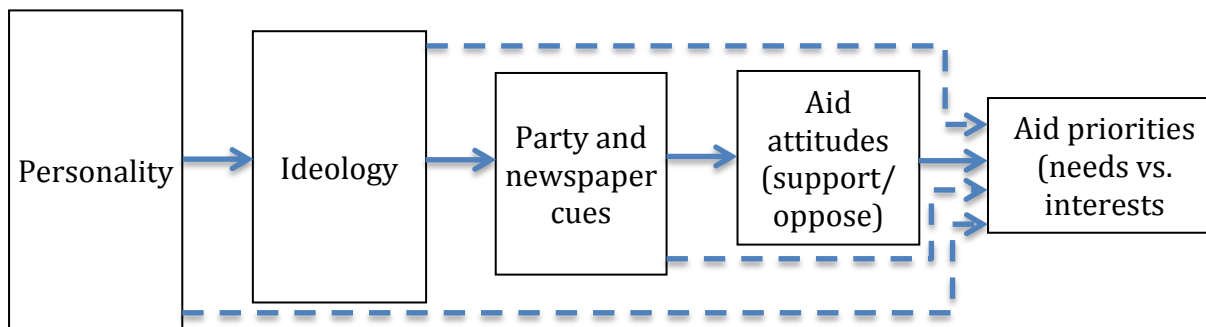 Personality
Ideology
Party and
newspaper
cues
Aid
attitudes
(support/
oppose)
Aid priorities
(needs vs.
interests